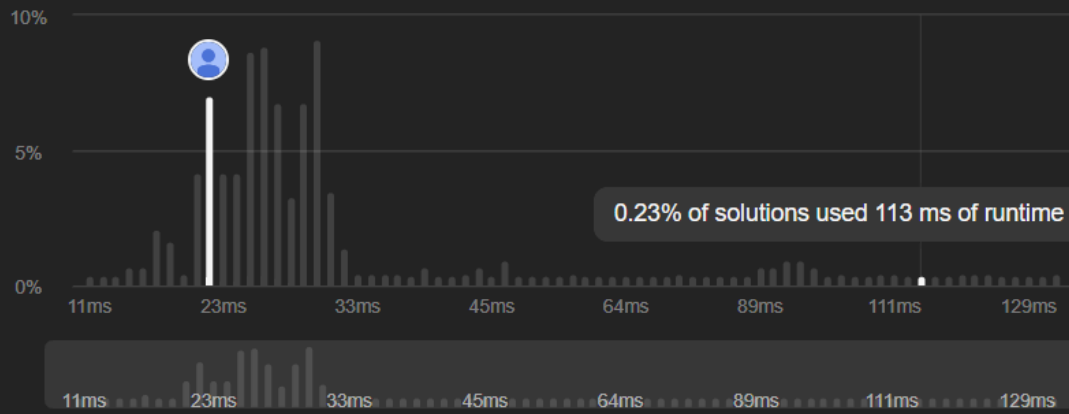 10%
5%
0.23% of solutions used 113 ms of runtime
0%
11ms 23ms 33ms 45ms 64ms 89ms 111ms 129ms
11ms 23ms 33ms 45ms 64ms 89ms 111ms 129ms